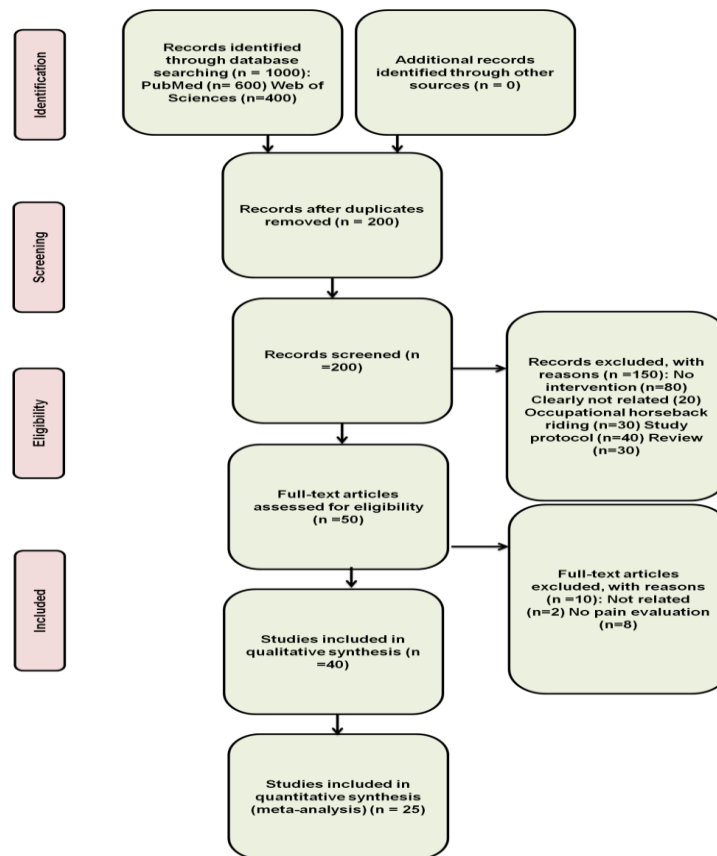 Identification
Records identified
through database
searching (n = 1000):
PubMed (n= 600) Web of
Sciences (n=400)
Additional records
identified through other
sources (n = 0)
Screening
Records after duplicates
removed (n = 200)
Records screened (n
=200)
Records excluded, with
reasons (n =150): No
intervention (n=80)
Clearly not related (20)
Occupational horseback
riding (n=30) Study
protocol (n=40) Review
(n=30)
Eligibility
Full-text articles
assessed for eligibility
(n =50)
Full-text articles
excluded, with reasons
(n =10): Not related
(n=2) No pain evaluation
(n=8)
Included
Studies included in
qualitative synthesis (n
=40)
Studies included in
quantitative synthesis
(meta-analysis) (n = 25)